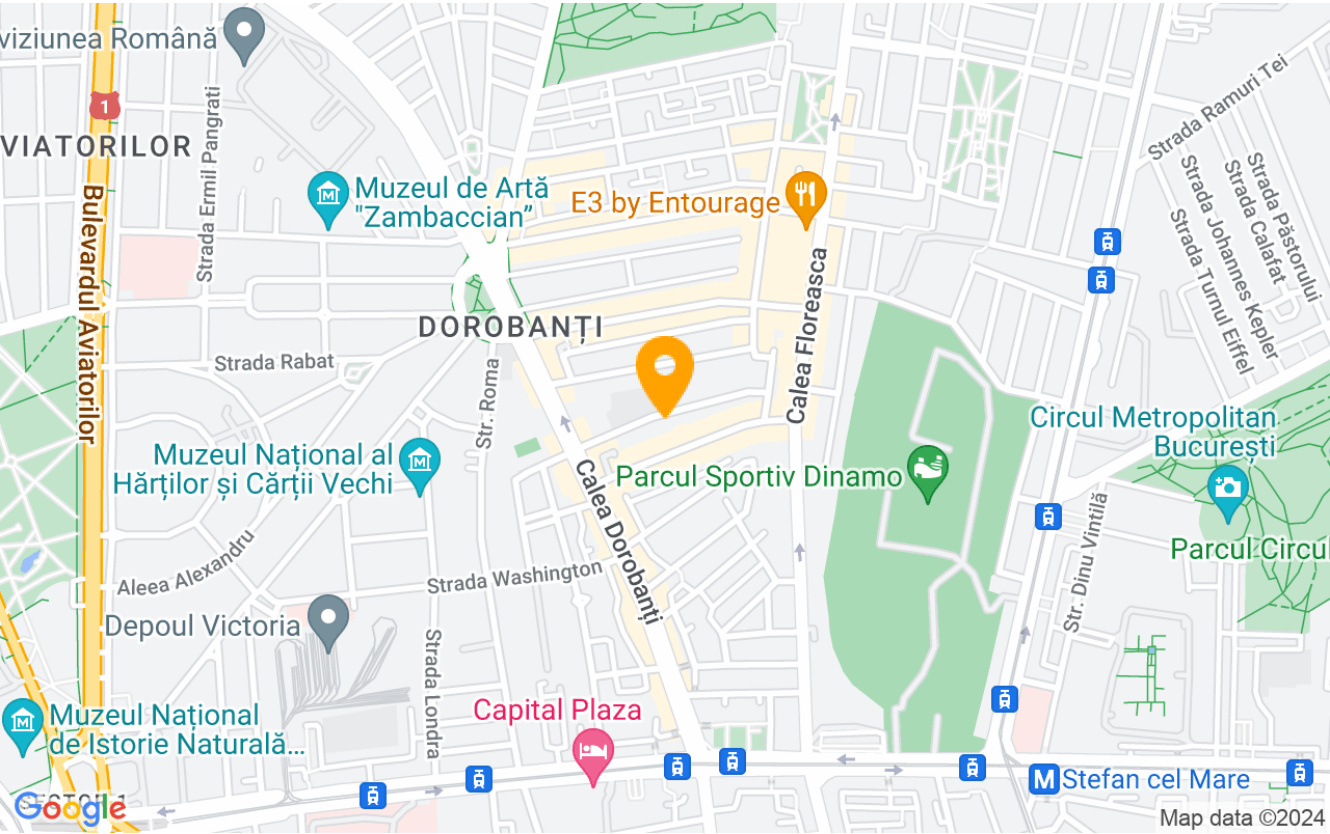 viziunea Română
1
VIATORILOR
Strada Ermil Pangrati
Bulevardul Aviatorilor
Muzeul de Artă
"Zambaccian”
E3 by Entourage
Strada Ramuri Tei
Strada Păstorului
Strada Calafat
Strada Johannes Kepler
Strada Turnul Eiffel
DOROBANȚI
Calea Floreasca
Strada Rabat
Str. Roma
Muzeul Național al
Hărților și Cărții Vechi
Parcul Sportiv Dinamo
Circul Metropolitan
București
Calea Dorobanți
Str. Dinu Vintilă
Parcul Circul
Aleea Alexandru
Strada Washington
Depoul Victoria
Strada Londra
Muzeul Național
de Istorie Naturală...
Capital Plaza
M Stefan cel Mare
Google
Map data ©2024